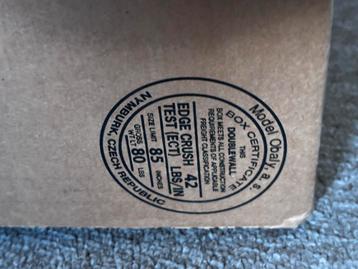 Model Obaly, a. s.
BOX CERTIFICATE
THIS
DOUBLEWALL
BOX MEETS ALL CONSTRUCTION
REQUIREMENTS OF APPLICABLE
FREIGHT CLASSIFICATION
EDGE CRUSH 42
TEST (ECT) LBS/IN
SIZE LIMIT 85 INCHES
WT LT 80 LBS
NYMBURK, CZECH REPUBLIC